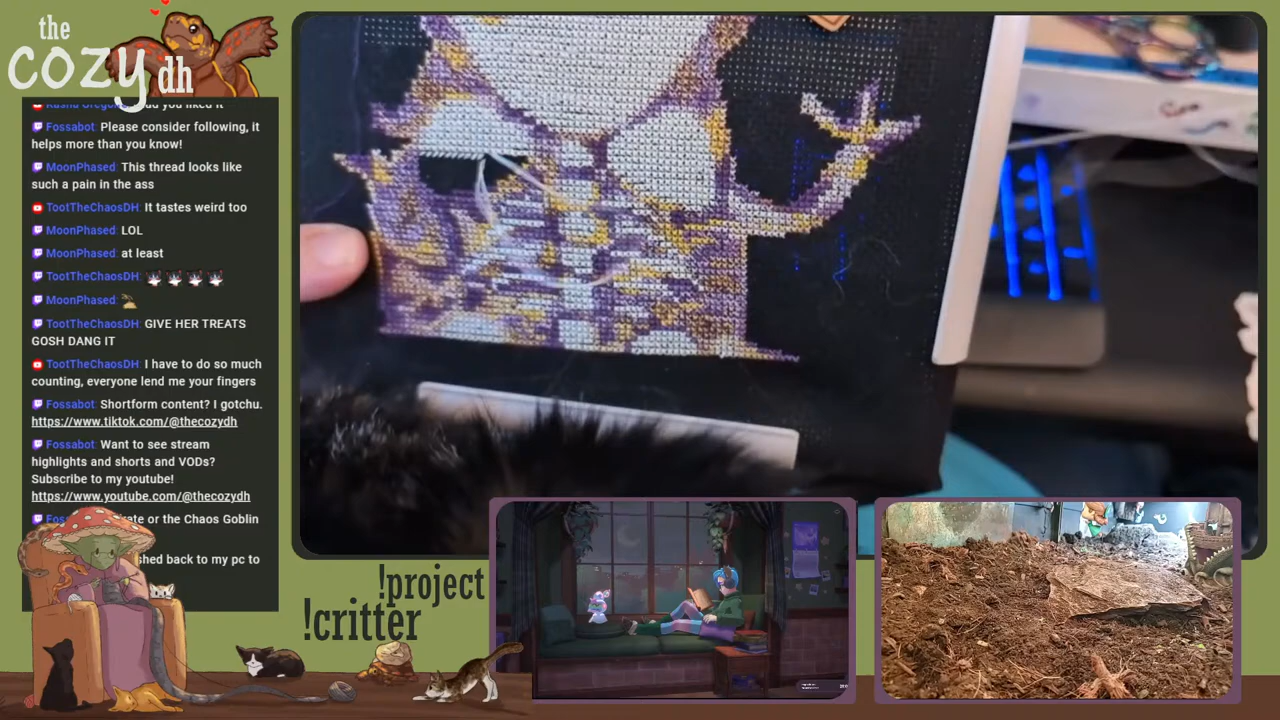 the
cozy dh
Please consider following, it
Fossabot: helps more than you know!
MoonPhased: This thread looks like
such a pain in the ass
TootTheChaosDH: It tastes weird too
MoonPhased: LOL
MoonPhased: at least
TootTheChaosDH:
MoonPhased:
TootTheChaosDH: GIVE HER TREATS
GOSH DANG IT
TootTheChaosDH: I have to do so much
counting, everyone lend me your fingers
Fossabot: Shortform content? I gotchu.
https://www.tiktok.com/@thecozydh
Fossabot: Want to see stream
highlights and shorts and VODs?
Subscribe to my youtube!
https://www.youtube.com/@thecozydh
or the Chaos Goblin
back to my pc to
!project
!critter